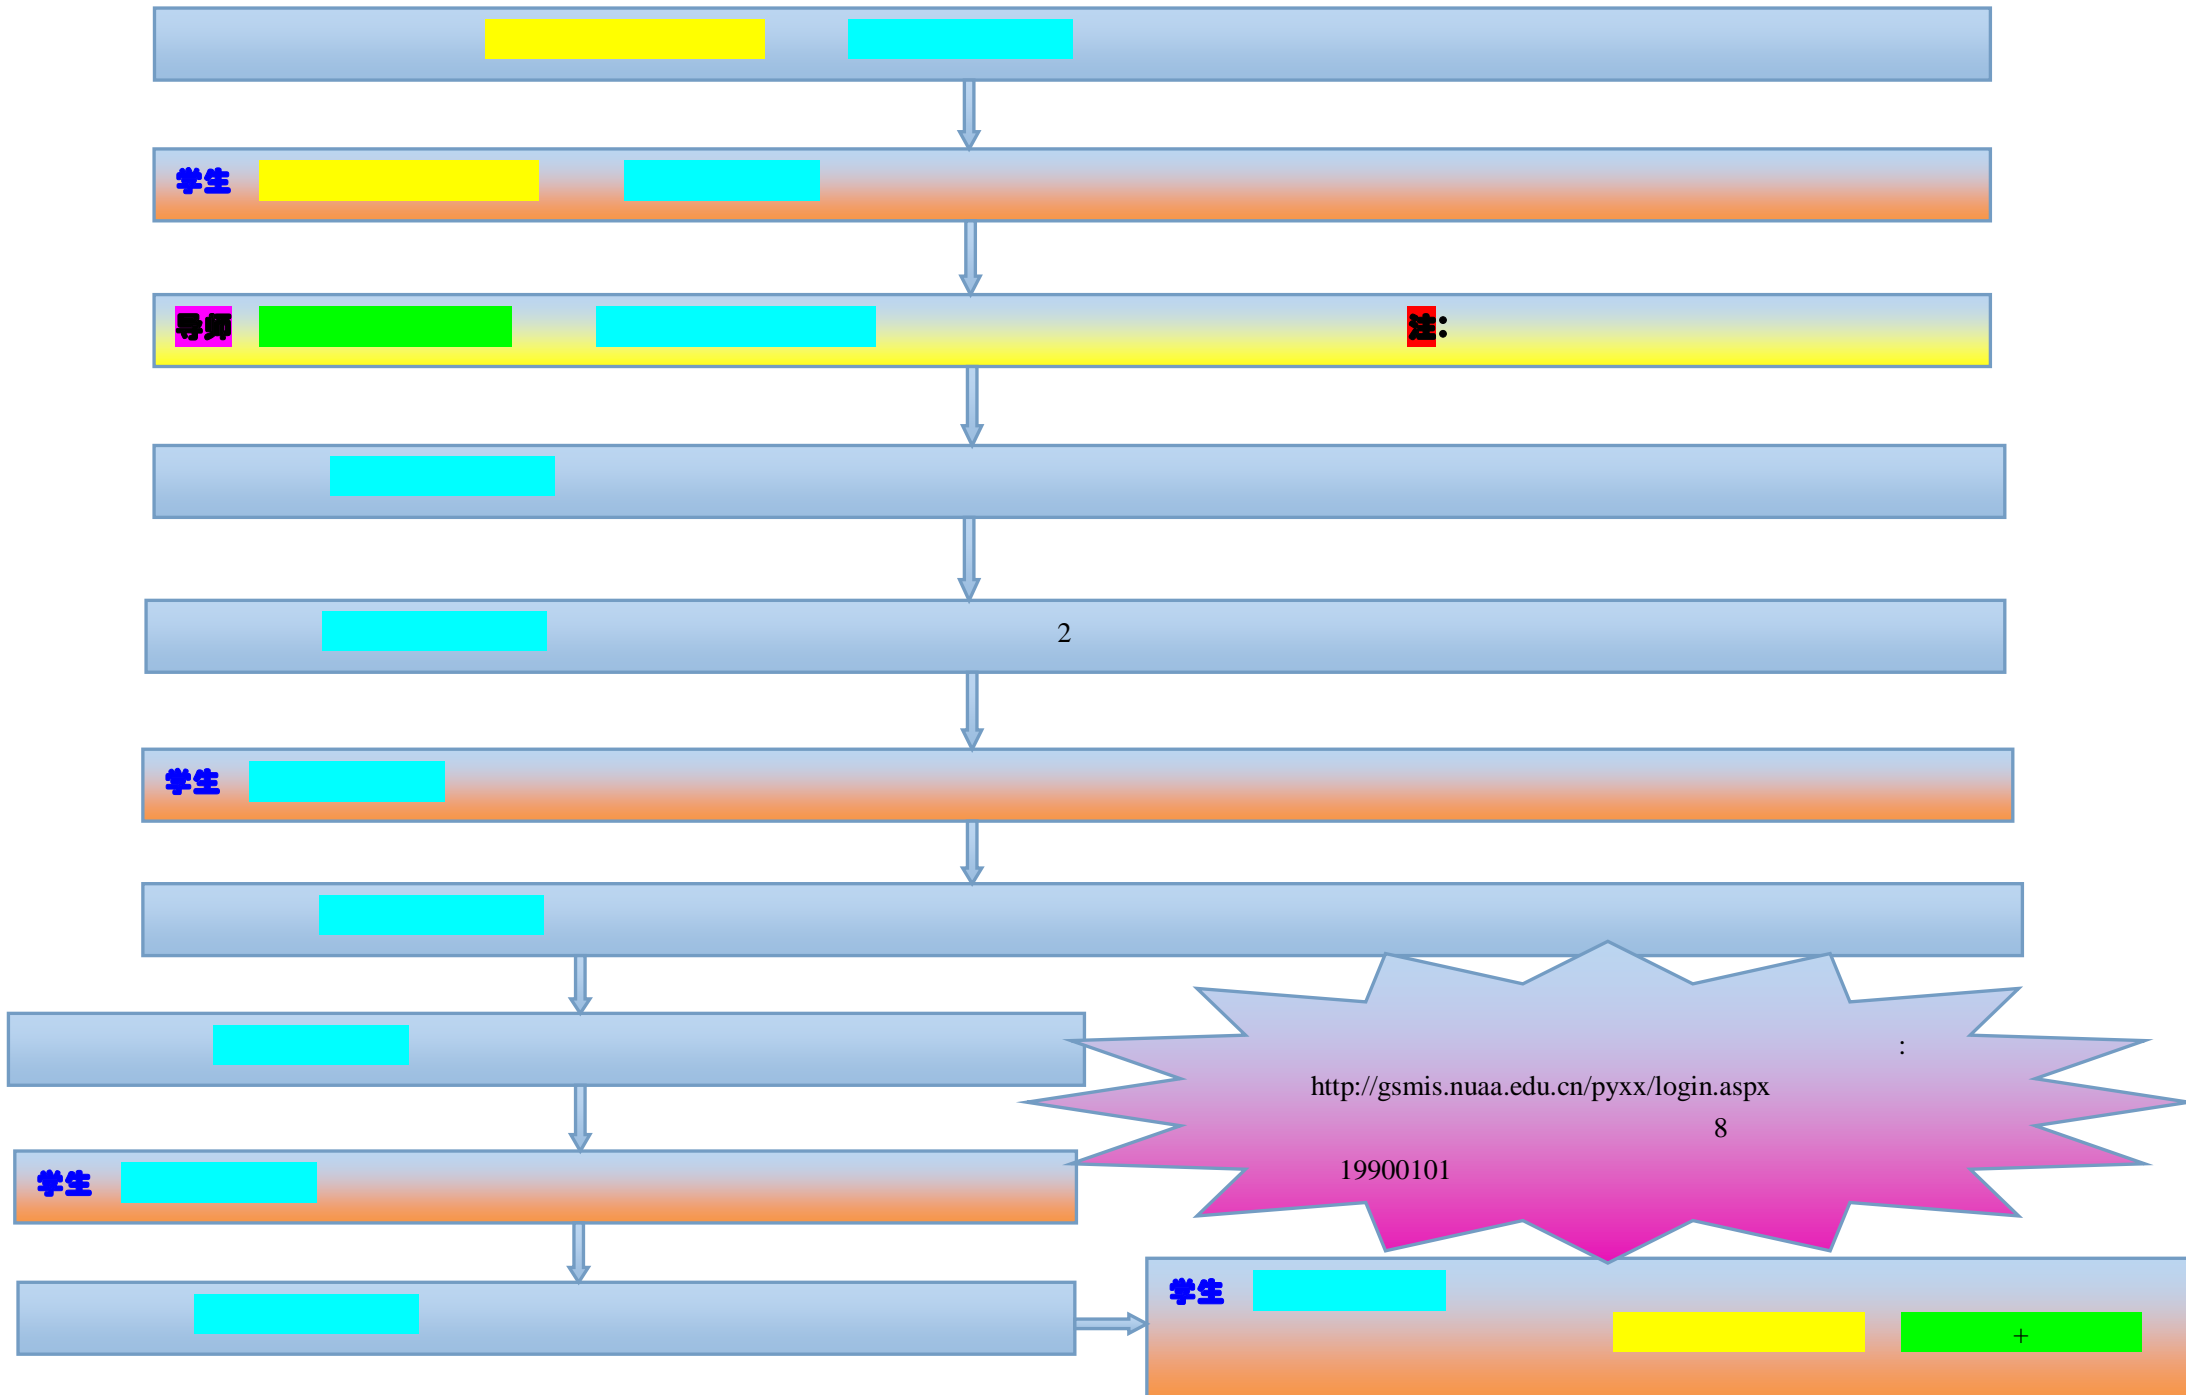 学生
导师 注:
2
学生
:
http://gsmis.nuaa.edu.cn/pyxx/login.aspx
8
19900101
学生
学生
+